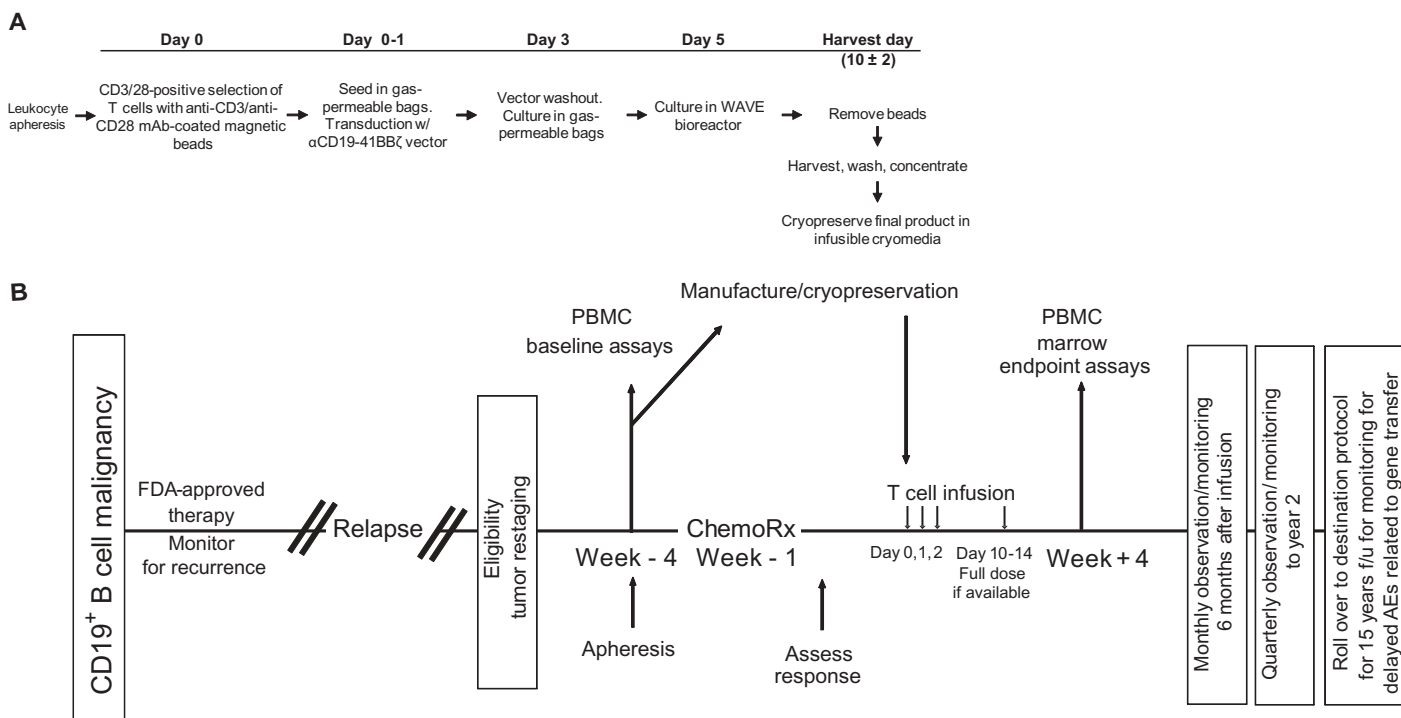 A
Day 0
Day 0-1
Day 3
Day 5
Harvest day
(10 ± 2)
Leukocyte
apheresis
CD3/28-positive selection of
T cells with anti-CD3/anti-
CD28 mAb-coated magnetic
beads
Seed in gas-
permeable bags.
Transduction w/
αCD19-41BBζ vector
Vector washout.
Culture in gas-
permeable bags
Culture in WAVE
bioreactor
Remove beads
Harvest, wash, concentrate
Cryopreserve final product in
infusible cryomedia
B
CD19+ B cell malignancy
FDA-approved
therapy
Monitor
for recurrence
Relapse
Eligibility
tumor restaging
PBMC
baseline assays
Manufacture/cryopreservation
Week - 4
Apheresis
ChemoRx
Week - 1
Assess
response
T cell infusion
Day 0,1,2
Day 10-14
Full dose
if available
PBMC
marrow
endpoint assays
Week + 4
Monthly observation/monitoring
6 months after infusion
Quarterly observation/monitoring
to year 2
Roll over to destination protocol
for 15 years f/u for monitoring for
delayed AEs related to gene transfer